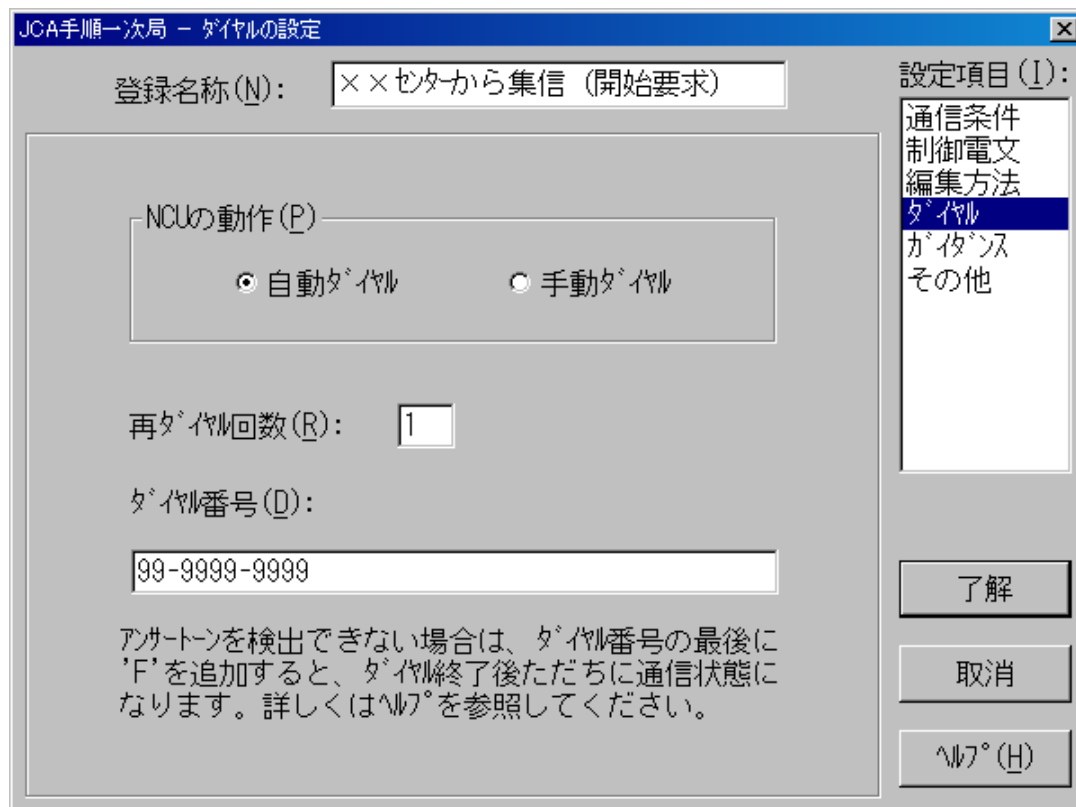 JCA手順一次局 － ﾀﾞｲﾔﾙの設定
登録名称(N)：
××ｾﾝﾀｰから集信（開始要求）
NCUの動作(P)
自動ﾀﾞｲﾔﾙ
手動ﾀﾞｲﾔﾙ
再ﾀﾞｲﾔﾙ回数(R)：
1
ﾀﾞｲﾔﾙ番号(D)：
99-9999-9999
ｱﾝｻｰﾄｰﾝを検出できない場合は、ﾀﾞｲﾔﾙ番号の最後に
'F'を追加すると、ﾀﾞｲﾔﾙ終了後ただちに通信状態に
なります。詳しくはﾍﾙﾌﾟを参照してください。
設定項目(I)：
通信条件
制御電文
編集方法
ﾀﾞｲﾔﾙ
ｶﾞｲﾀﾞﾝｽ
その他
了解
取消
ﾍﾙﾌﾟ(H)